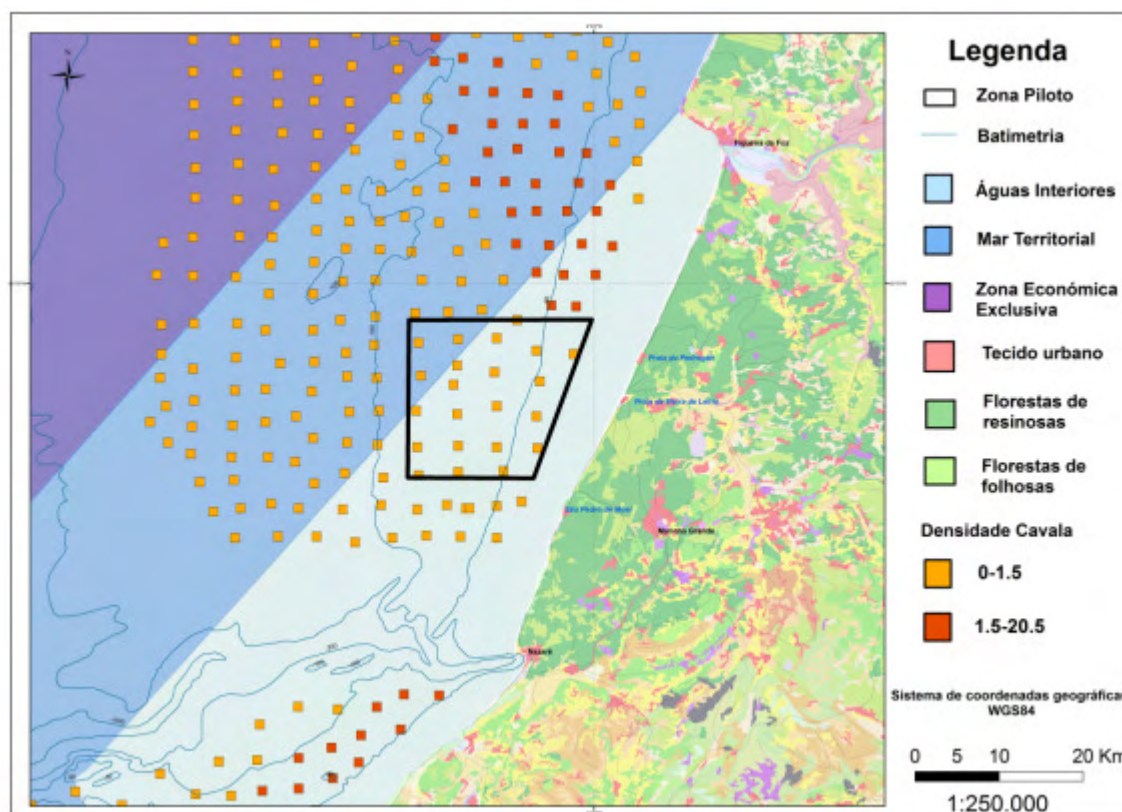 N
Figueira da Foz
Praia do Pedrogão
Praia da Vieira de Leiria
São Pedro de Moel
Marinha Grande
Nazaré
Legenda
Zona Piloto
Batimetria
Águas Interiores
Mar Territorial
Zona Económica
Exclusiva
Tecido urbano
Florestas de
resinosas
Florestas de
folhosas
Densidade Cavala
0-1.5
1.5-20.5
Sistema de coordenadas geográfica
WGS84
0 5 10 20 Km
1:250.000